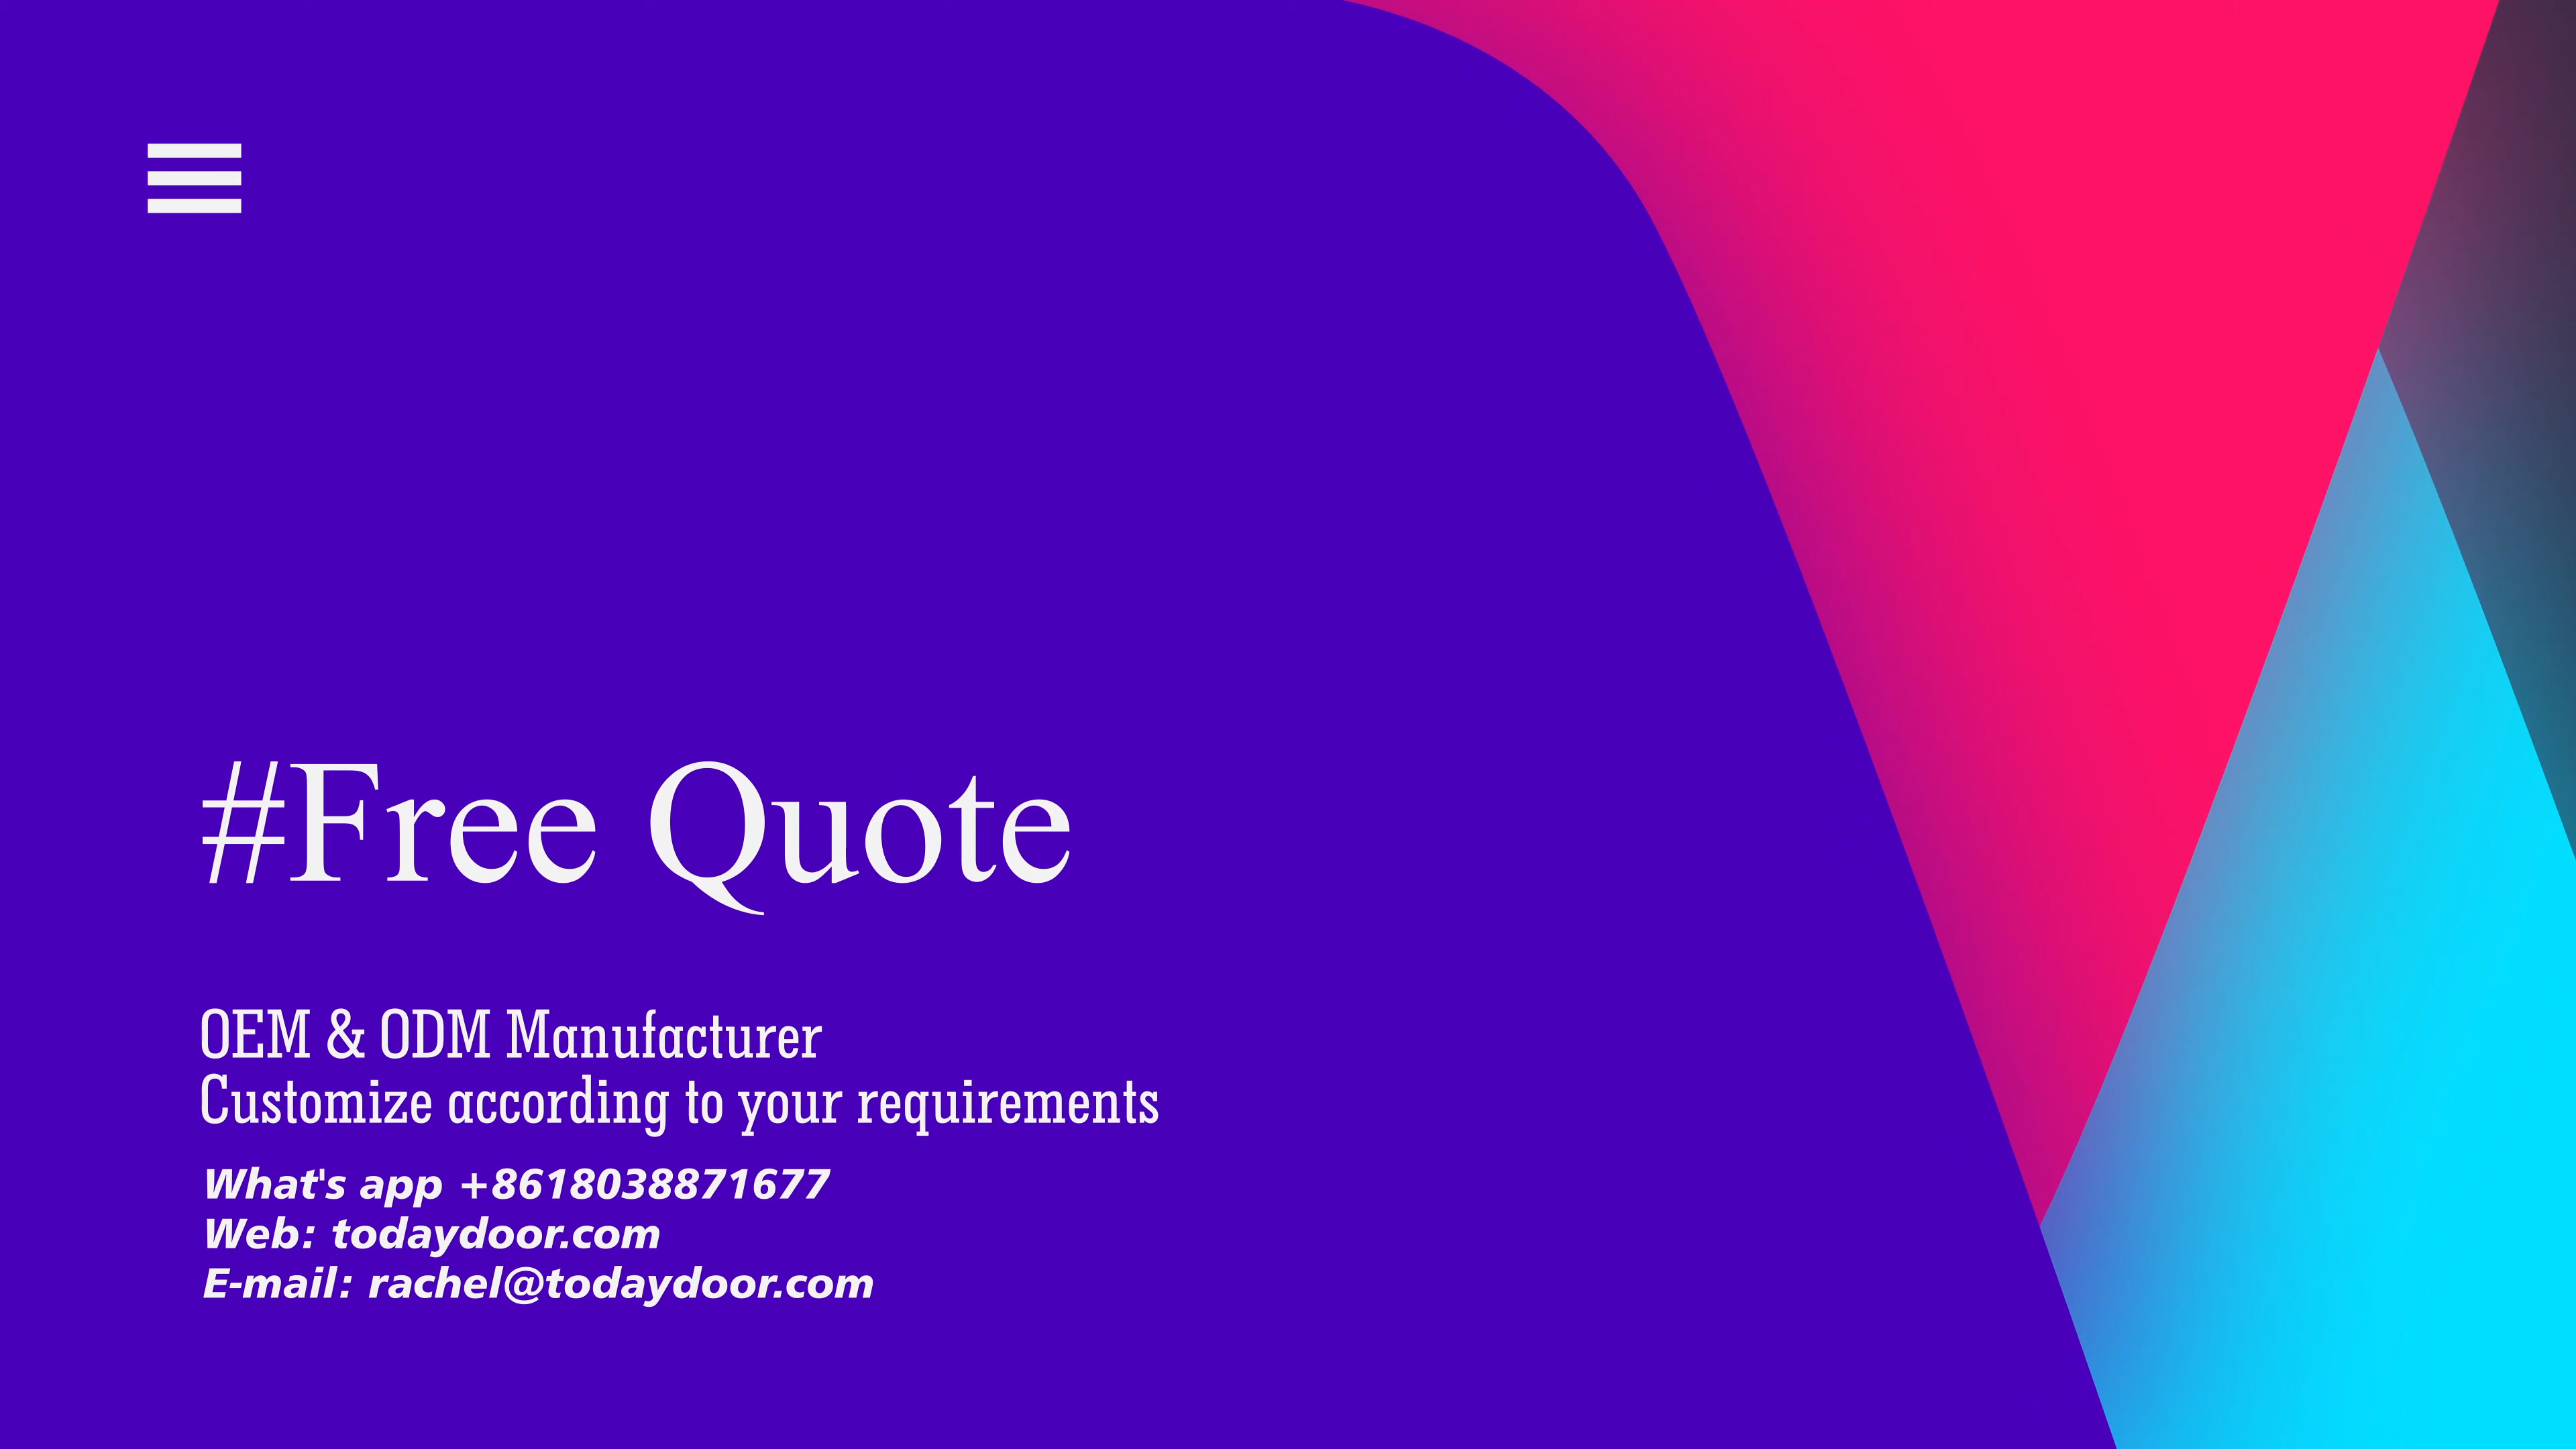 #Free Quote
OEM & ODM Manufacturer
Customize according to your requirements
What's app +8618038871677
Web: todaydoor.com
E-mail: rachel@todaydoor.com